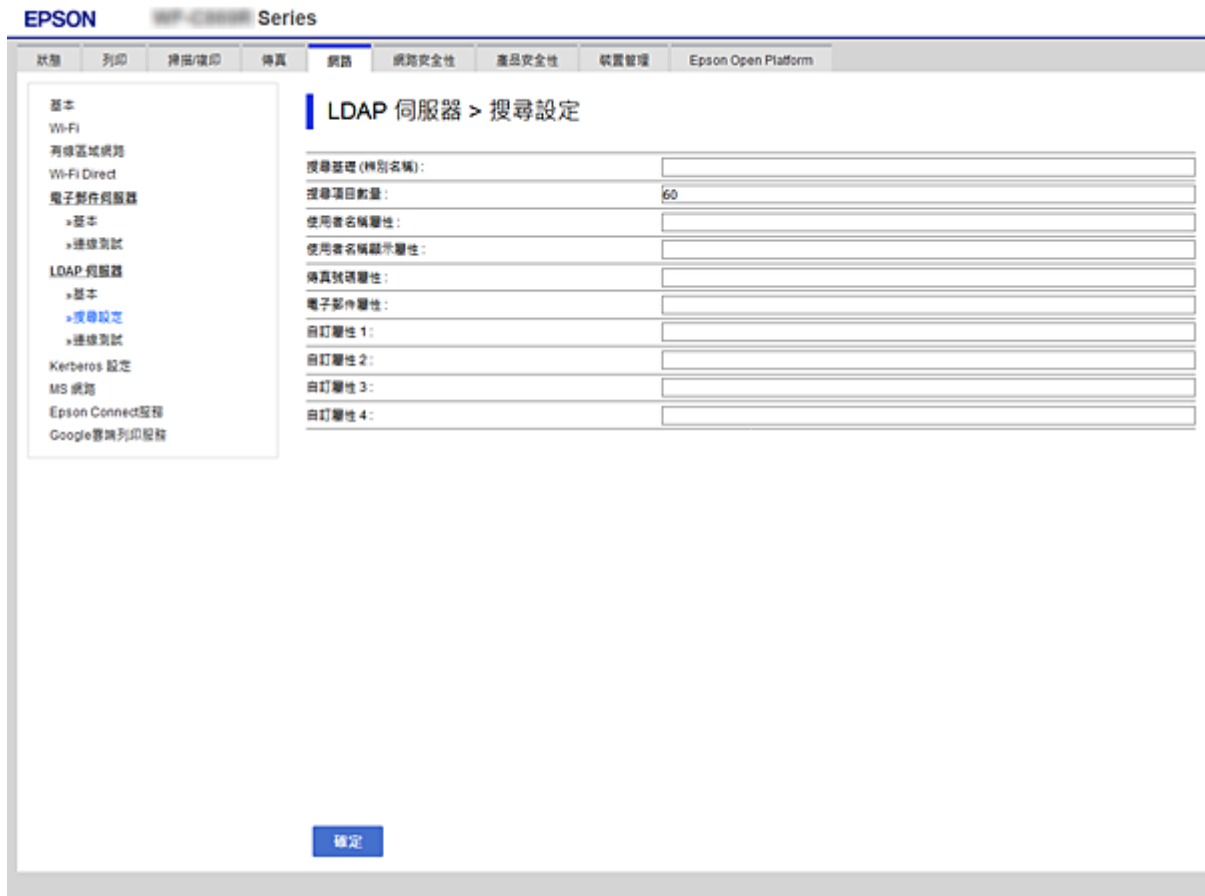 EPSON Series
狀態 列印 掃描/複印 傳真 網路 網路安全性 產品安全性 裝置管理 Epson Open Platform
基本
Wi-Fi
有線區域網路
Wi-Fi Direct
電子郵件伺服器
»基本
»連線測試
LDAP 伺服器
»基本
»搜尋設定
»連線測試
Kerberos 設定
MS 網路
Epson Connect服務
Google雲端列印服務
LDAP 伺服器 > 搜尋設定
搜尋基礎 (辨別名稱) :
搜尋項目數量 : 60
使用者名稱屬性 :
使用者名稱顯示屬性 :
傳真號碼屬性 :
電子郵件屬性 :
自訂屬性 1 :
自訂屬性 2 :
自訂屬性 3 :
自訂屬性 4 :
確定